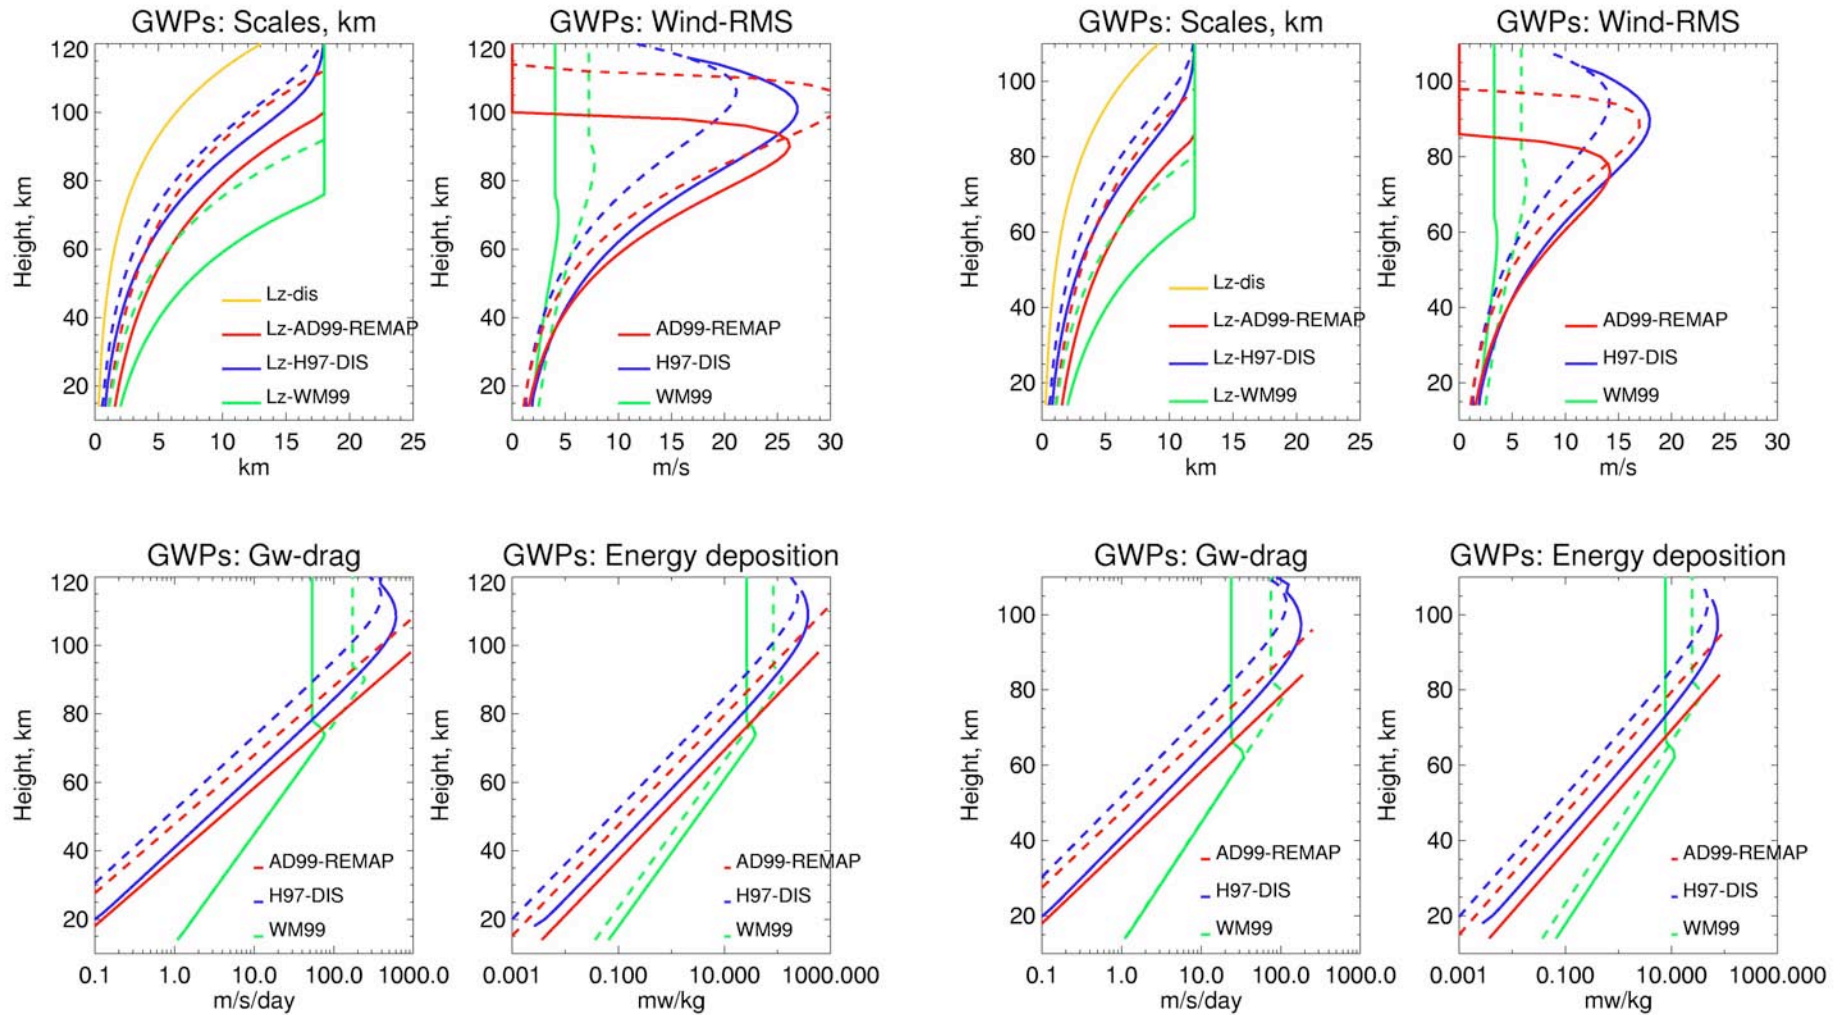 GWPs: Scales, km
120
100
80
60
40
20
Height, km
Lz-dis
Lz-AD99-REMAP
Lz-H97-DIS
Lz-WM99
0 5 10 15 20 25
km
GWPs: Wind-RMS
120
100
80
60
40
20
Height, km
AD99-REMAP
H97-DIS
WM99
0 5 10 15 20 25 30
m/s
GWPs: Scales, km
100
80
60
40
20
Height, km
Lz-dis
Lz-AD99-REMAP
Lz-H97-DIS
Lz-WM99
0 5 10 15 20 25
km
GWPs: Wind-RMS
100
80
60
40
20
Height, km
AD99-REMAP
H97-DIS
WM99
0 5 10 15 20 25 30
m/s
GWPs: Gw-drag
120
100
80
60
40
20
Height, km
AD99-REMAP
H97-DIS
WM99
0.1 1.0 10.0 100.0 1000.0
m/s/day
GWPs: Energy deposition
120
100
80
60
40
20
Height, km
AD99-REMAP
H97-DIS
WM99
0.001 0.100 10.000 1000.000
mw/kg
GWPs: Gw-drag
100
80
60
40
20
Height, km
AD99-REMAP
H97-DIS
WM99
0.1 1.0 10.0 100.0 1000.0
m/s/day
GWPs: Energy deposition
100
80
60
40
20
Height, km
AD99-REMAP
H97-DIS
WM99
0.001 0.100 10.000 1000.000
mw/kg